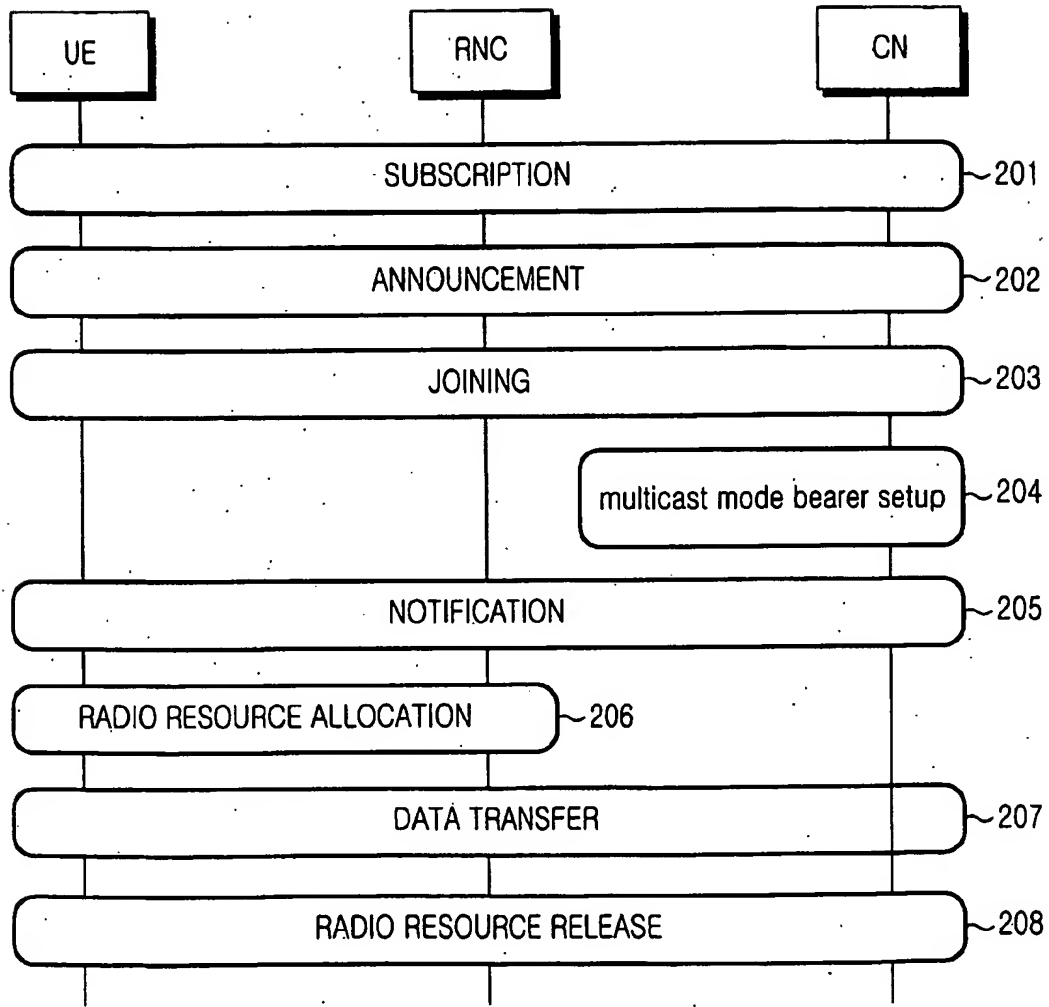 UE
RNC
CN
SUBSCRIPTION
201
ANNOUNCEMENT
202
JOINING
203
multicast mode bearer setup
204
NOTIFICATION
205
RADIO RESOURCE ALLOCATION
206
DATA TRANSFER
207
RADIO RESOURCE RELEASE
208